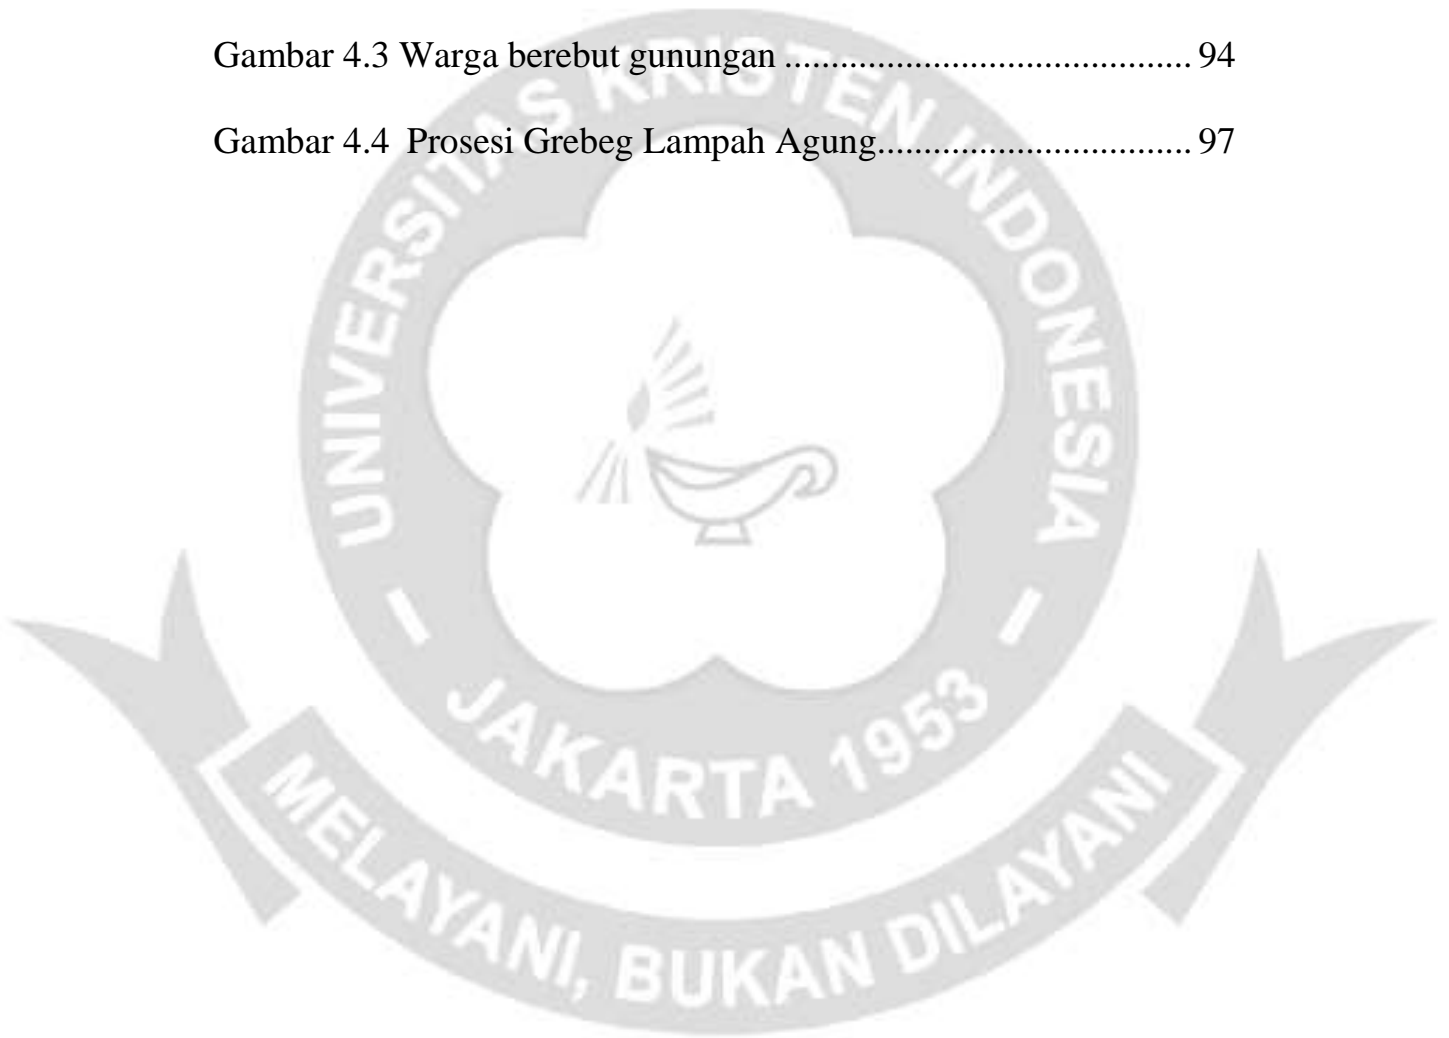 Gambar 4.3 Warga berebut gunungan ............................................ 94
Gambar 4.4  Prosesi Grebeg Lampah Agung.................................. 97
UNIVERSITAS KRISTEN INDONESIA
- JAKARTA 1953 -
MELAYANI, BUKAN DILAYANI